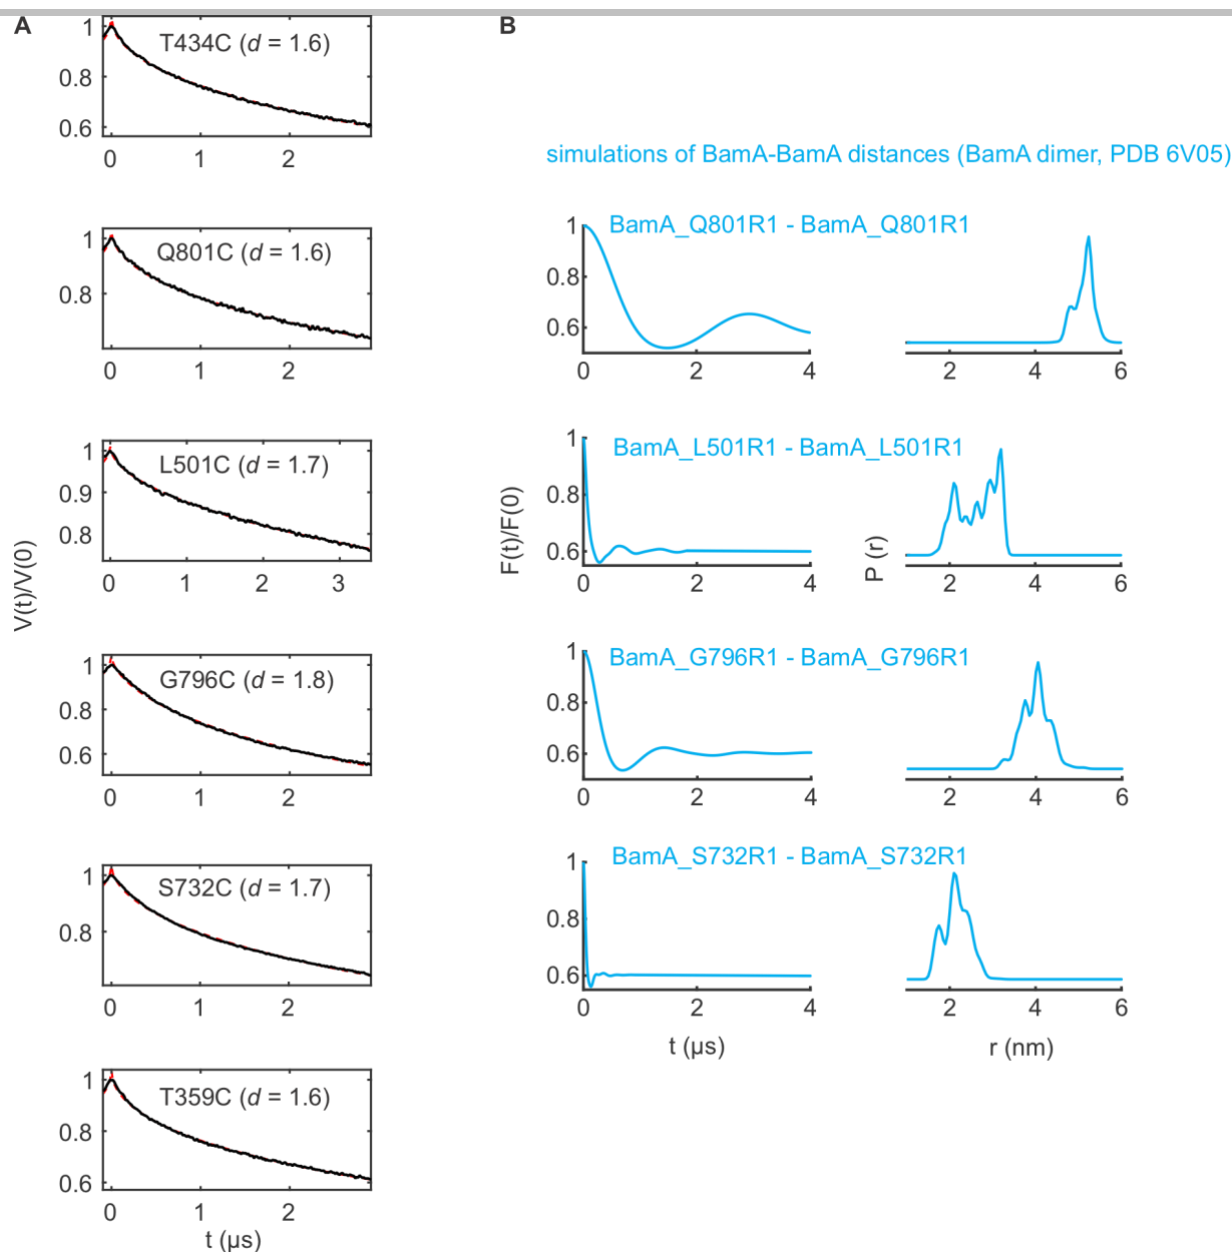 A
B
V(t)/V(0)
T434C (d = 1.6)
1
0.8
0.6
0 1 2
Q801C (d = 1.6)
1
0.8
0 1 2
L501C (d = 1.7)
1
0.9
0.8
0 1 2 3
G796C (d = 1.8)
1
0.8
0.6
0 1 2
S732C (d = 1.7)
1
0.8
0 1 2
T359C (d = 1.6)
1
0.8
0.6
0 1 2
t (μs)
simulations of BamA-BamA distances (BamA dimer, PDB 6V05)
F(t)/F(0)
P (r)
BamA_Q801R1 - BamA_Q801R1
1
0.8
0.6
0 2 4
2 4 6
BamA_L501R1 - BamA_L501R1
1
0.8
0.6
0 2 4
2 4 6
BamA_G796R1 - BamA_G796R1
1
0.8
0.6
0 2 4
2 4 6
BamA_S732R1 - BamA_S732R1
1
0.8
0.6
0 2 4
2 4 6
t (μs)
r (nm)